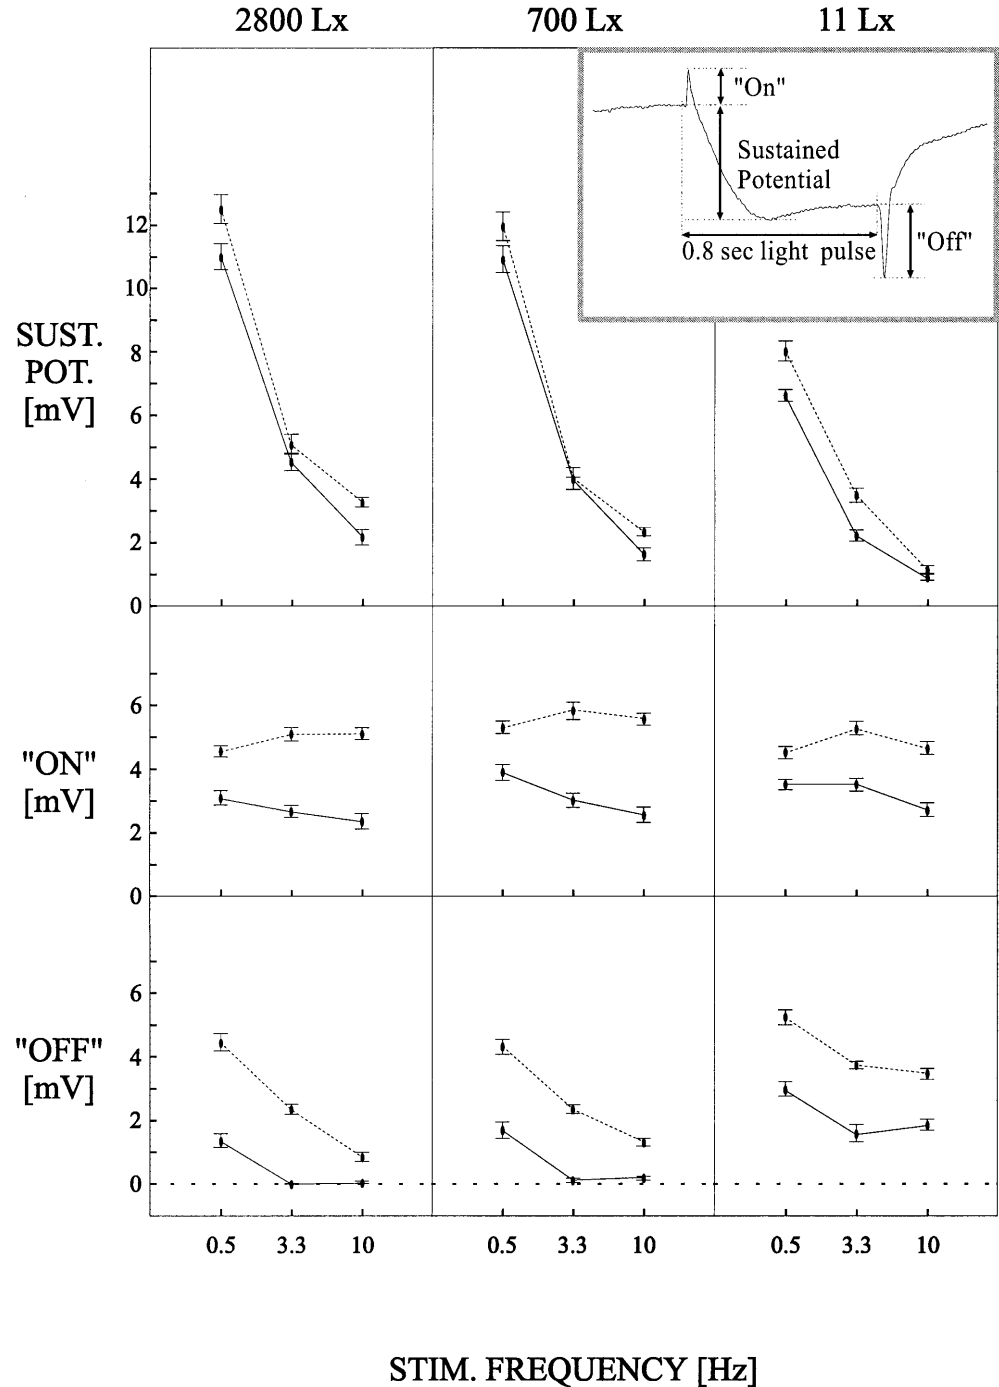 2800 Lx
700 Lx
11 Lx
"On"
Sustained
Potential
0.8 sec light pulse
"Off"
SUST.
POT.
[mV]
12
10
8
6
4
2
0
"ON"
[mV]
6
4
2
0
"OFF"
[mV]
6
4
2
0
0.5 3.3 10
0.5 3.3 10
0.5 3.3 10
STIM. FREQUENCY [Hz]